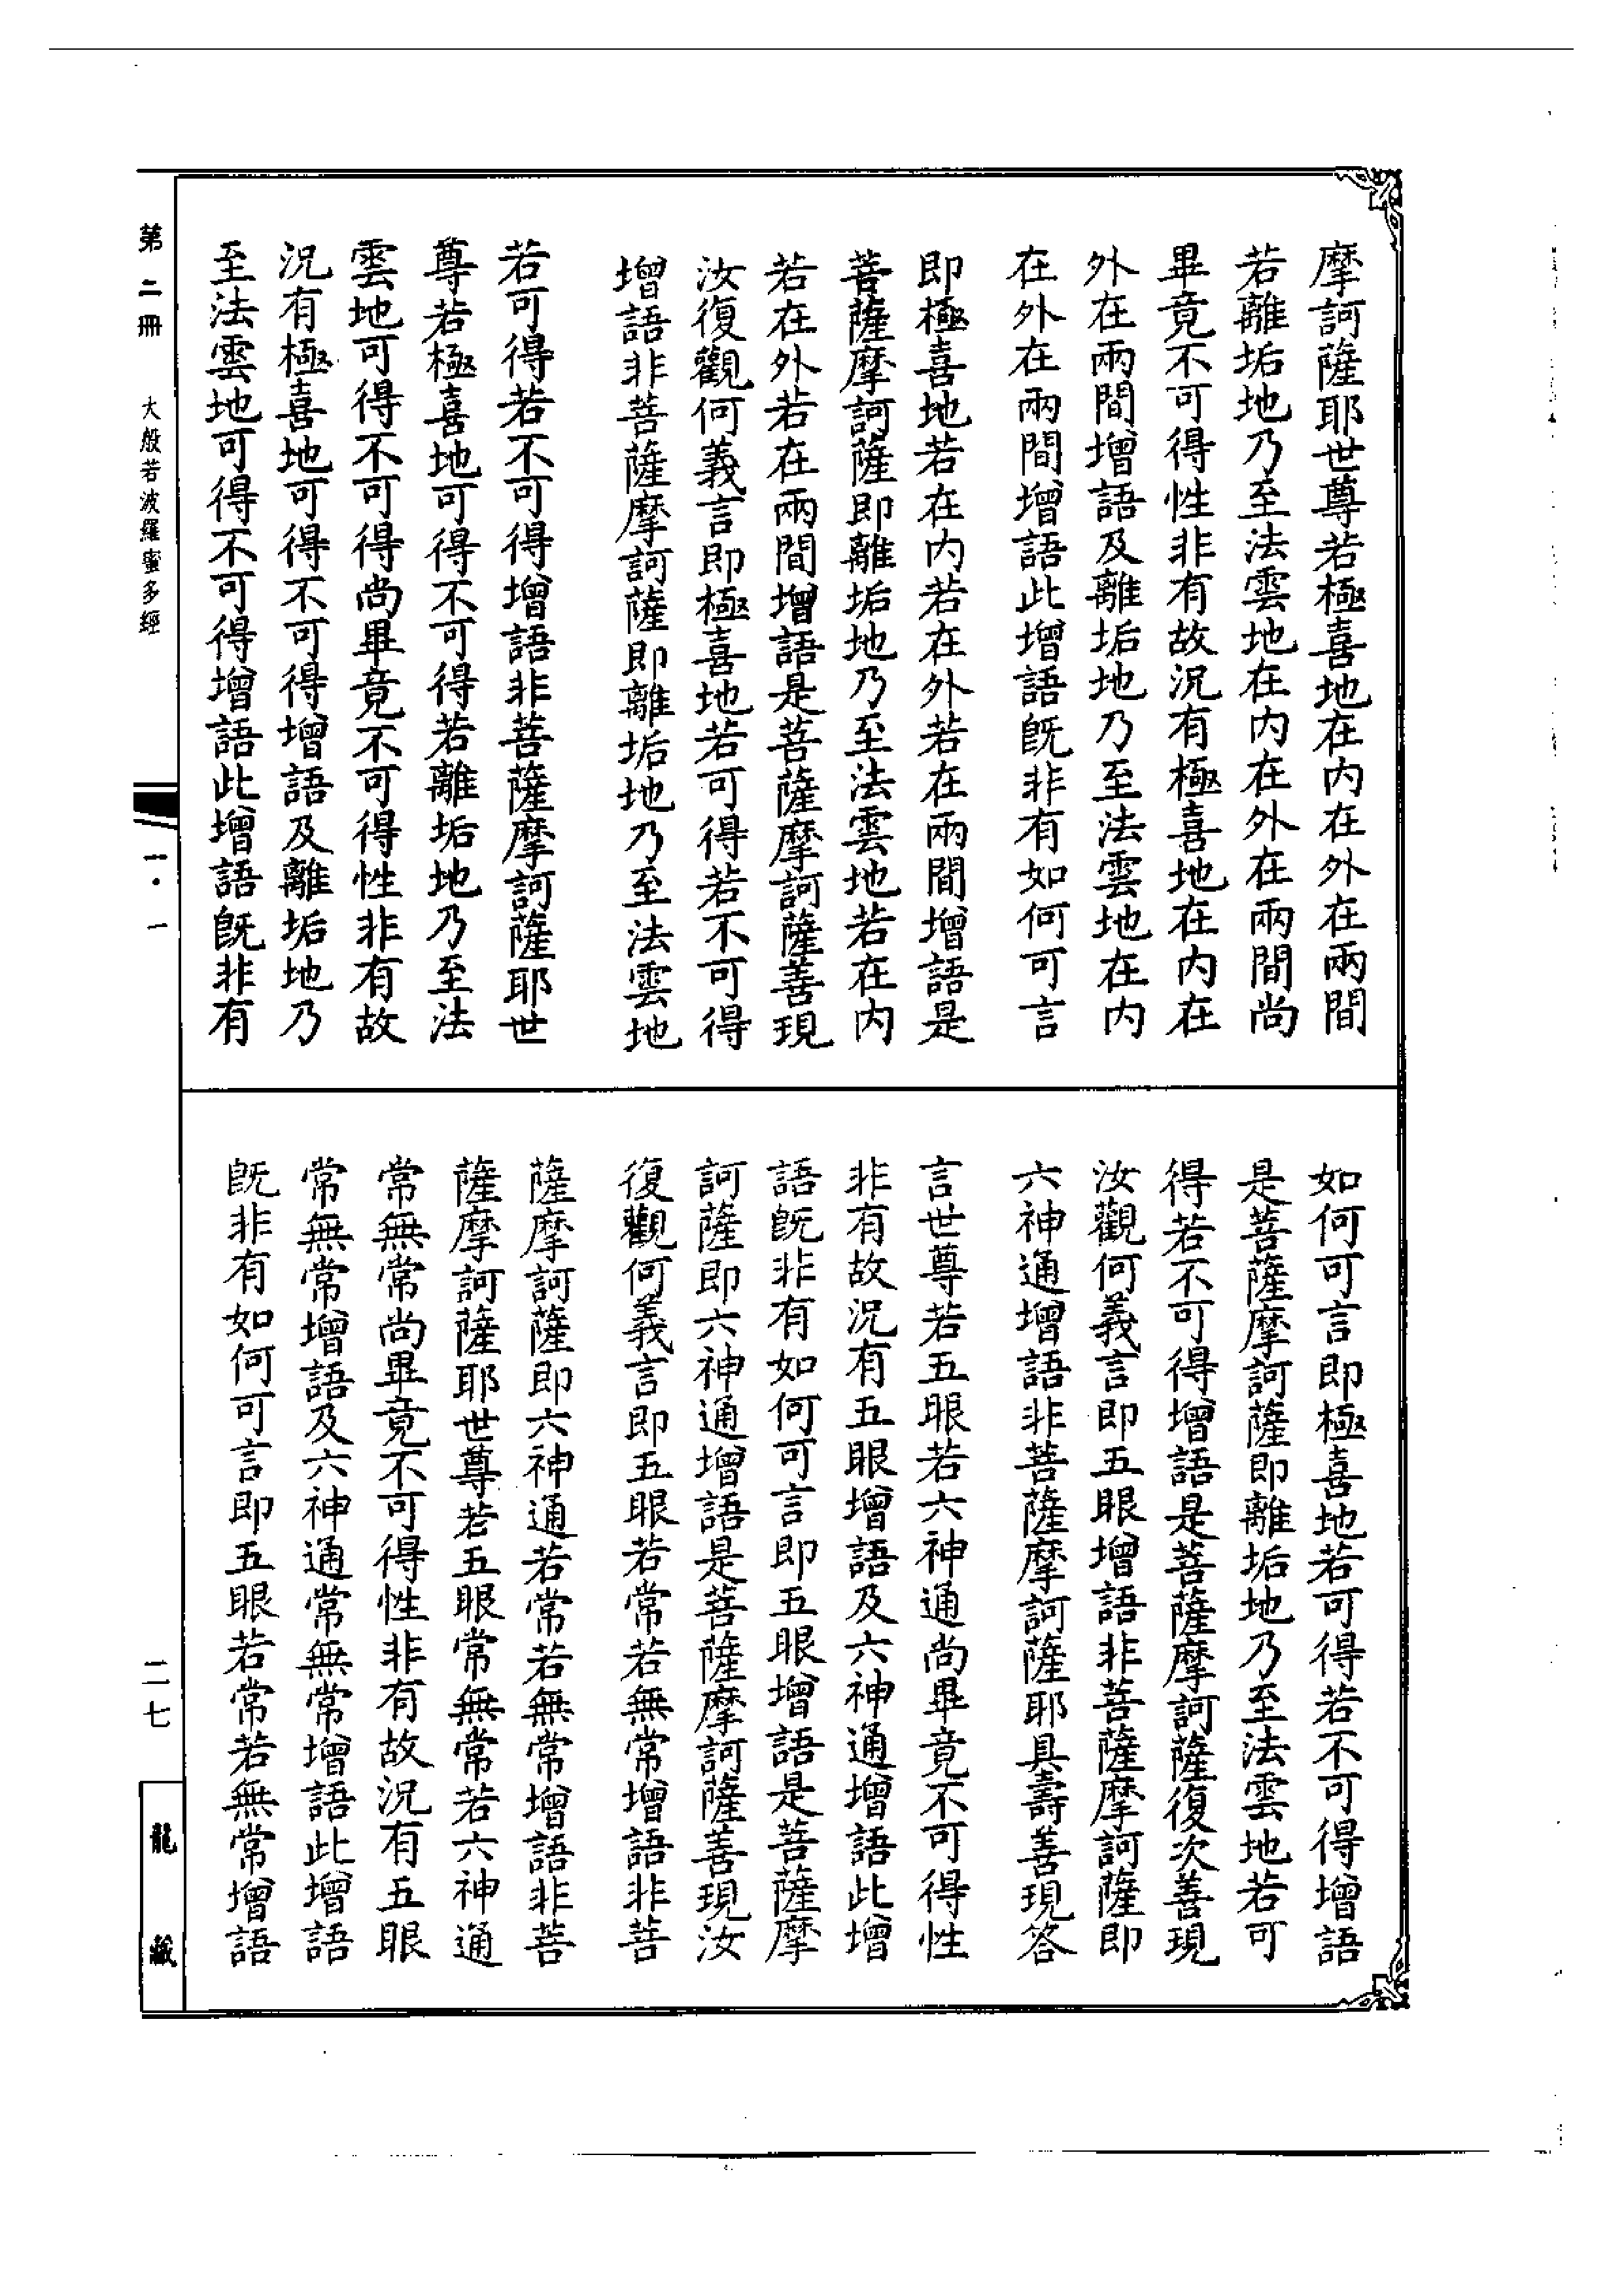 摩訶薩耶世尊若極喜地在内在外在兩間
若離垢地乃至法雲地在内在外在兩間尚
畢竟不可得性非有故況有極喜地在内在
外在兩間增語及離垢地乃至法雲地在内
在外在兩間增語此增語既非有如何可言
即極喜地若在内若在外若在兩間增語是
菩薩摩訶薩即離垢地乃至法雲地若在内
若在外若在兩間增語是菩薩摩訶薩善現
汝復觀何義言即極喜地若可得若不可得
增語非菩薩摩訶薩即離垢地乃至法雲地
若可得若不可得增語非菩薩摩訶薩耶世
尊若極喜地可得不可得若離垢地乃至法
雲地可得不可得尚畢竟不可得性非有故
況有極喜地可得不可得增語及離垢地乃
至法雲地可得不可得增語此增語既非有
如何可言即極喜地若可得若不可得增語
是菩薩摩訶薩即離垢地乃至法雲地若可
得若不可得增語是菩薩摩訶薩復次善現
汝觀何義言即五眼增語非菩薩摩訶薩即
六神通增語非菩薩摩訶薩耶具壽善現答
言世尊若五眼若六神通尚畢竟不可得性
非有故況有五眼增語及六神通增語此增
語既非有如何可言即五眼增語是菩薩摩
訶薩即六神通增語是菩薩摩訶薩善現汝
復觀何義言即五眼若常若無常增語非菩
薩摩訶薩即六神通若常若無常增語非菩
薩摩訶薩耶世尊若五眼常無常若六神通
常無常尚畢竟不可得性非有故況有五眼
常無常增語及六神通常無常增語此增語
既非有如何可言即五眼若常若無常增語
第二冊 大般若波羅蜜多經
一·一
二七
龍藏